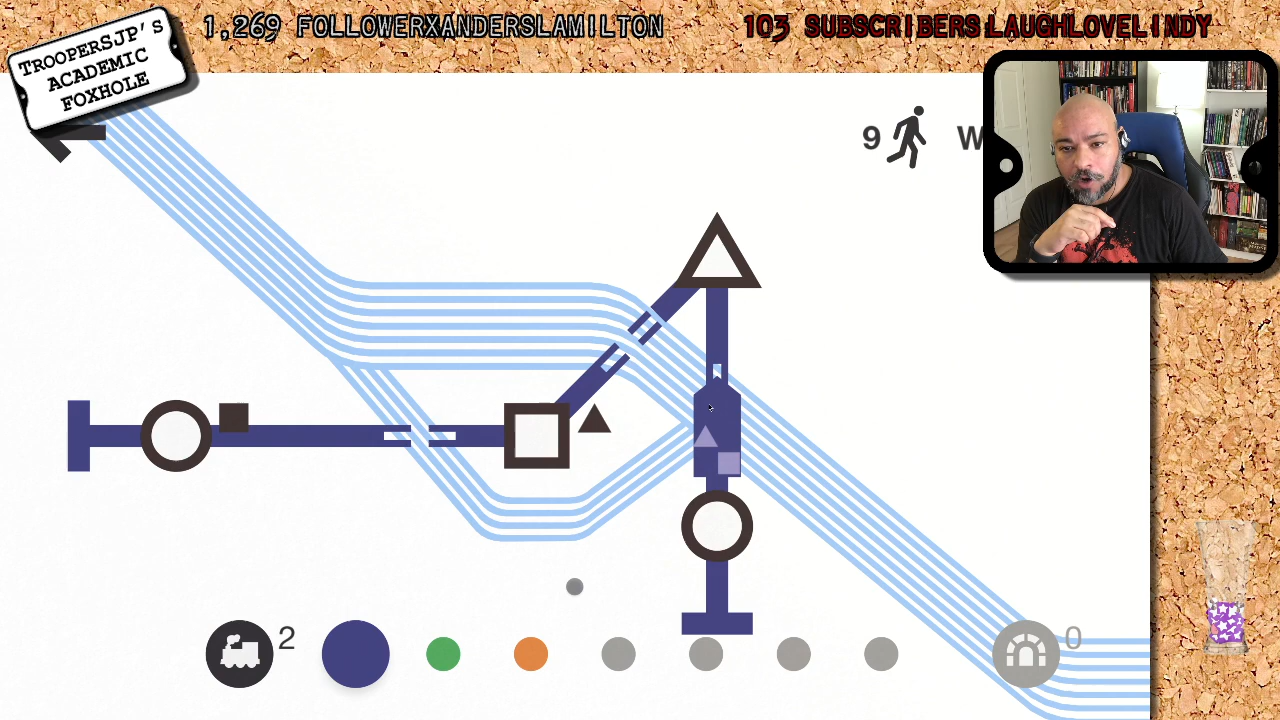 TROOPERSJP'S
ACADEMIC
FOXHOLE
1,269 FOLLOWERXANDERSLAMILTON
103 SUBSCRIBERS:LAUGHLOVELINDY
9
W
2
0